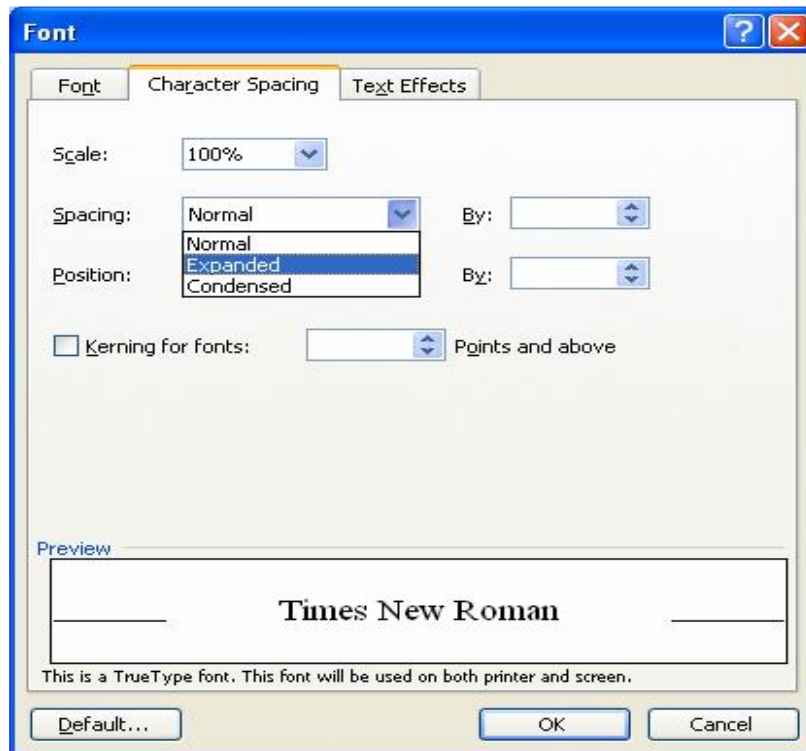 Font
Font Character Spacing Text Effects
Scale: 100%
Spacing: Normal By:
Normal
Expanded
Position: By:
Condensed
Kerning for fonts: Points and above
Preview
Times New Roman
This is a TrueType font. This font will be used on both printer and screen.
Default... OK Cancel